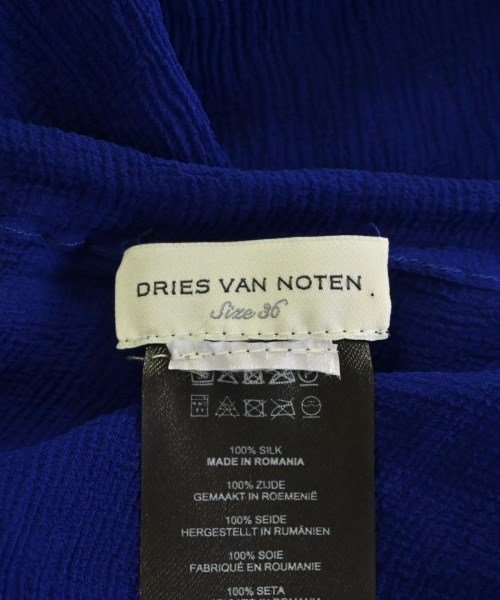 DRIES VAN NOTEN
Size 36
100% SILK
MADE IN ROMANIA
100% ZIJDE
GEMAAKT IN ROEMENIË
100% SEIDE
HERGESTELLT IN RUMÄNIEN
100% SOIE
FABRIQUÉ EN ROUMANIE
100% SETA